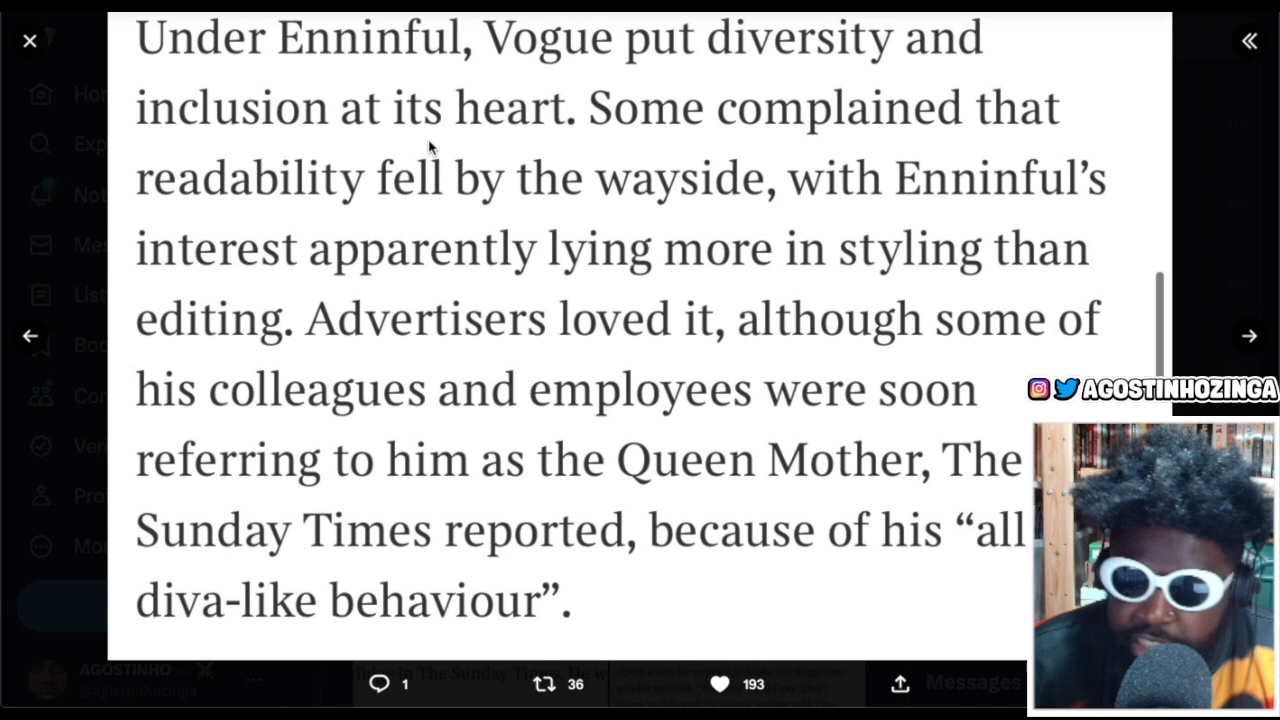 Under Enninful, Vogue put diversity and
inclusion at its heart. Some complained that
readability fell by the wayside, with Enninful’s
interest apparently lying more in styling than
editing. Advertisers loved it, although some of
his colleagues and employees were soon
referring to him as the Queen Mother, The
Sunday Times reported, because of his “all
diva-like behaviour”.
AGOSTINHOZINGA
AGOSTINHO
@agostinhozinga
1
36
193
Messages